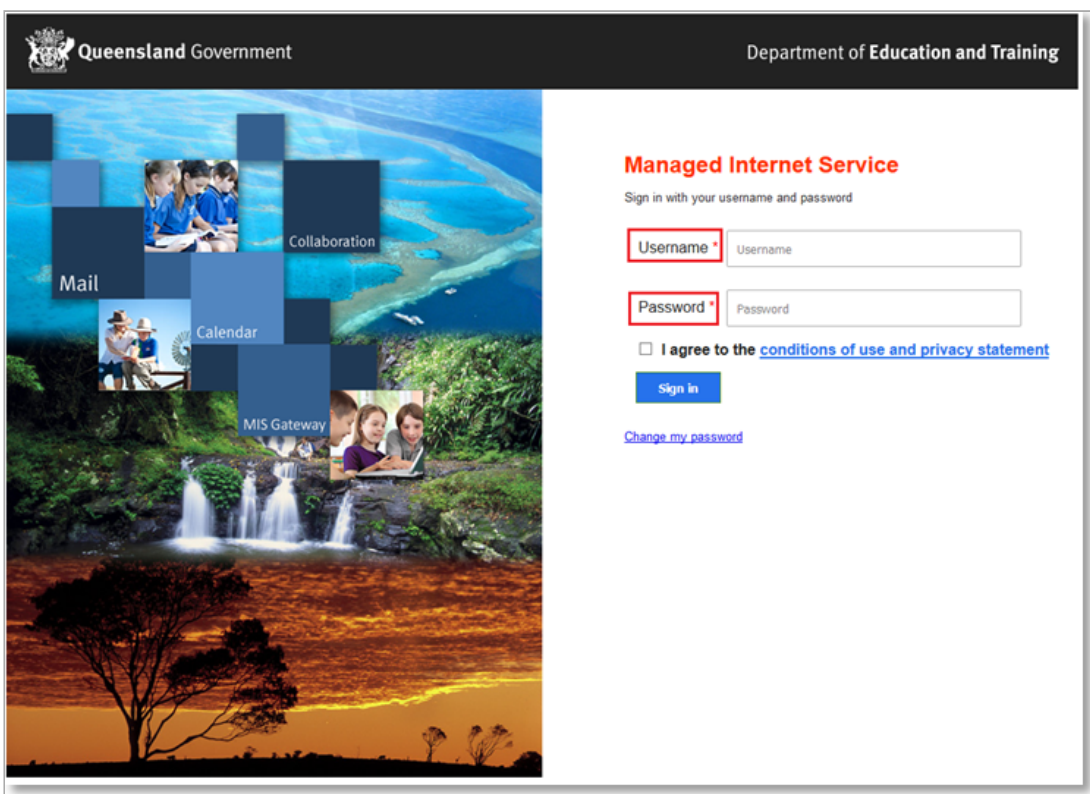 Queensland Government
Department of Education and Training
Collaboration
Mail
Calendar
MIS Gateway
Managed Internet Service
Sign in with your username and password
Username * Username
Password * Password
I agree to the conditions of use and privacy statement
Sign in
Change my password